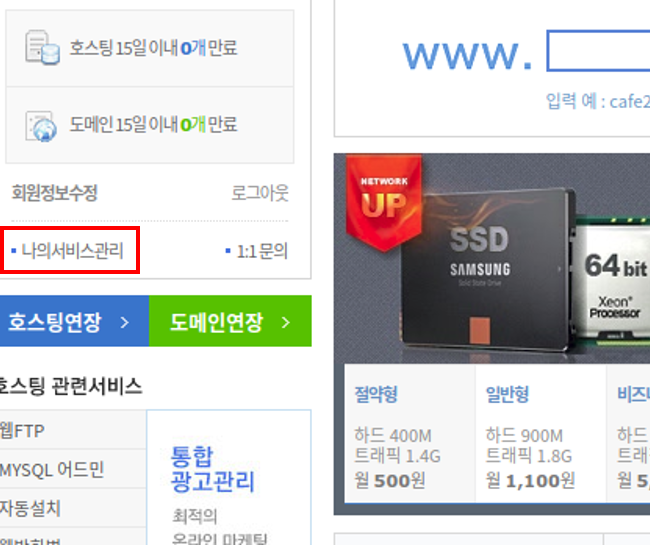 호스팅 15일 이내 0개 만료
도메인 15일 이내 0개 만료
회원정보수정 로그아웃
나의서비스관리 1:1 문의
호스팅연장 >
도메인연장 >
호스팅 관련서비스
웹FTP
MYSQL 어드민
자동설치
통합
광고관리
최적의
온라인 마케팅
www.
입력 예 : cafe2
NETWORK
UP
SSD
SAMSUNG
Solid State Drive
64 bit
Xeon®
Processor
절약형
하드 400M
트래픽 1.4G
월 500원
일반형
하드 900M
트래픽 1.8G
월 1,100원
비즈니
하드
트래픽
월 5,